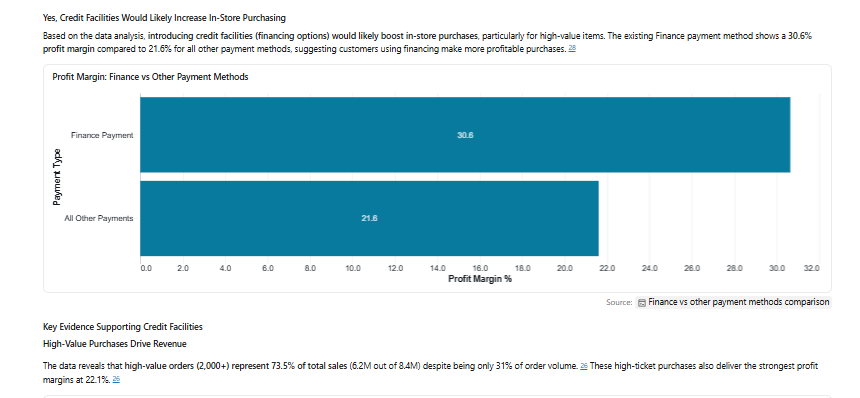 Yes, Credit Facilities Would Likely Increase In-Store Purchasing
Based on the data analysis, introducing credit facilities (financing options) would likely boost in-store purchases, particularly for high-value items. The existing Finance payment method shows a 30.6%
profit margin compared to 21.6% for all other payment methods, suggesting customers using financing make more profitable purchases.
Profit Margin: Finance vs Other Payment Methods
Payment Type
Finance Payment
30.6
All Other Payments
21.6
0.0 2.0 4.0 6.0 8.0 10.0 12.0 14.0 16.0 18.0 20.0 22.0 24.0 26.0 28.0 30.0 32.0
Profit Margin %
Source: Finance vs other payment methods comparison
Key Evidence Supporting Credit Facilities
High-Value Purchases Drive Revenue
The data reveals that high-value orders (2,000+) represent 73.5% of total sales (6.2M out of 8.4M) despite being only 31% of order volume. 26 These high-ticket purchases also deliver the strongest profit
margins at 22.1%. 26